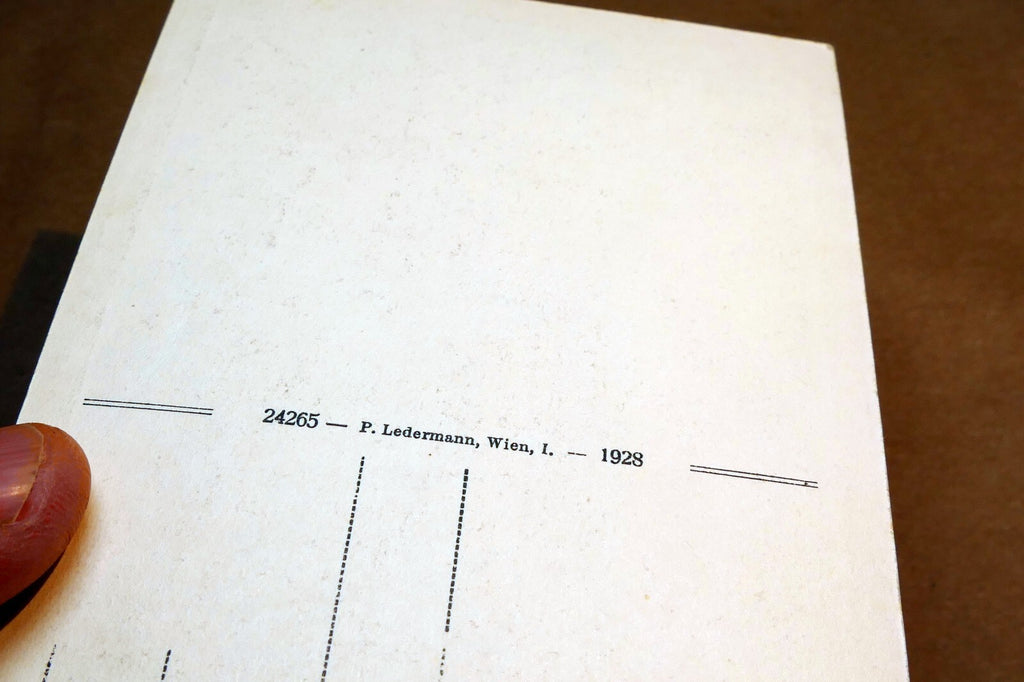 24265 — P. Ledermann, Wien, I. — 1928